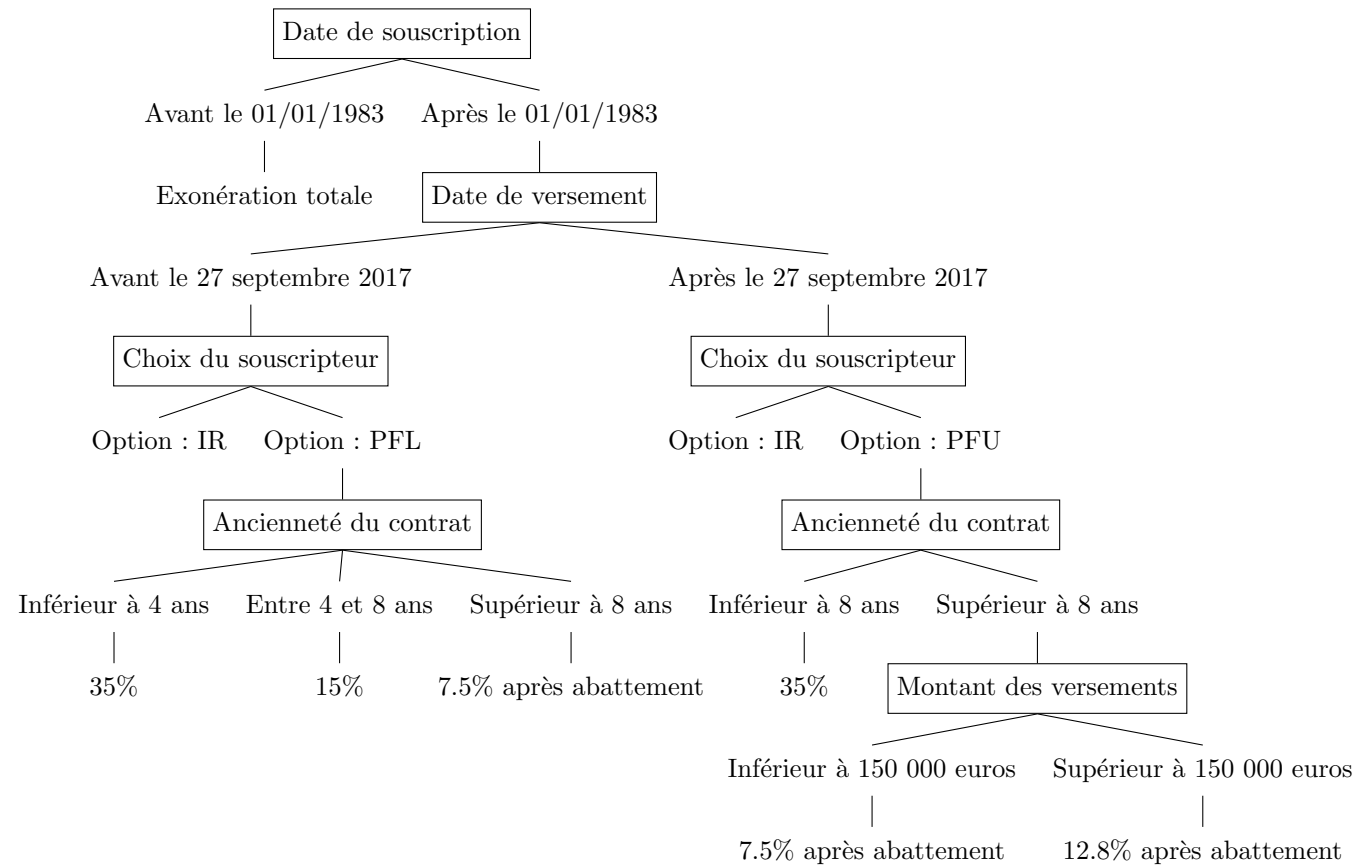 Date de souscription
Avant le 01/01/1983 Après le 01/01/1983
Exonération totale Date de versement
Avant le 27 septembre 2017 Après le 27 septembre 2017
Choix du souscripteur Choix du souscripteur
Option : IR Option : PFL Option : IR Option : PFU
Ancienneté du contrat Ancienneté du contrat
Inférieur à 4 ans Entre 4 et 8 ans Supérieur à 8 ans Inférieur à 8 ans Supérieur à 8 ans
35% 15% 7.5% après abattement 35% Montant des versements
Inférieur à 150 000 euros Supérieur à 150 000 euros
7.5% après abattement 12.8% après abattement